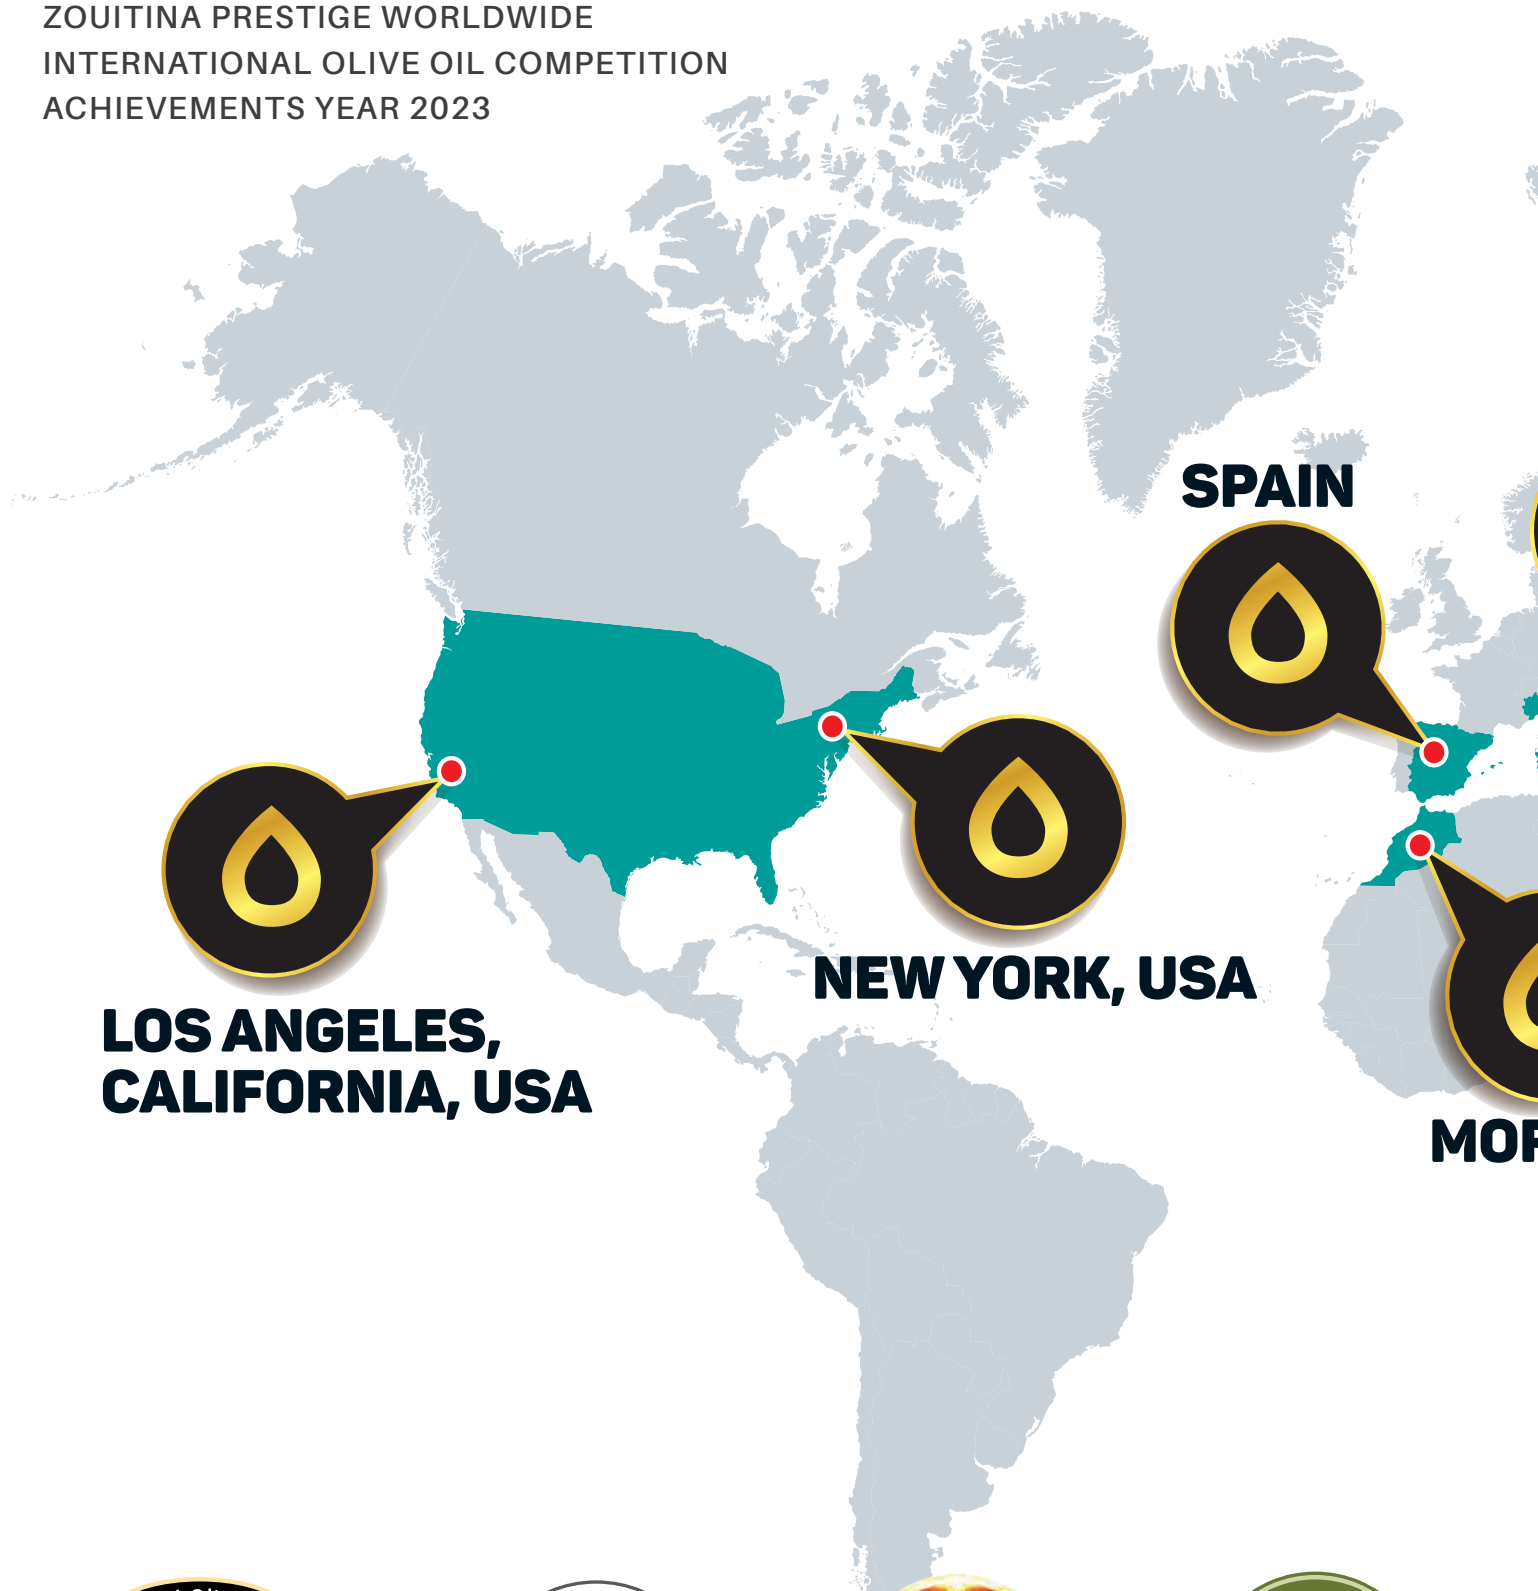 ZOUITINA PRESTIGE WORLDWIDE
INTERNATIONAL OLIVE OIL COMPETITION
ACHIEVEMENTS YEAR 2023
SPAIN
NEW YORK, USA
LOS ANGELES,
CALIFORNIA, USA